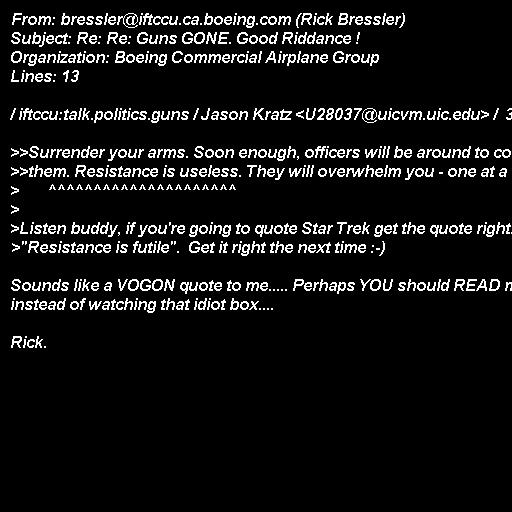 From: bressler@iftccu.ca.boeing.com (Rick Bressler)
Subject: Re: Re: Guns GONE. Good Riddance !
Organization: Boeing Commercial Airplane Group
Lines: 13

/ iftccu:talk.politics.guns / Jason Kratz <U28037@uicvm.uic.edu> / 3

>>Surrender your arms. Soon enough, officers will be around to co
>>them. Resistance is useless. They will overwhelm you - one at a
> ^^^^^^^^^^^^^^^^^^^^^
>
>Listen buddy, if you're going to quote Star Trek get the quote right.
>"Resistance is futile". Get it right the next time :-)

Sounds like a VOGON quote to me..... Perhaps YOU should READ
instead of watching that idiot box....

Rick.